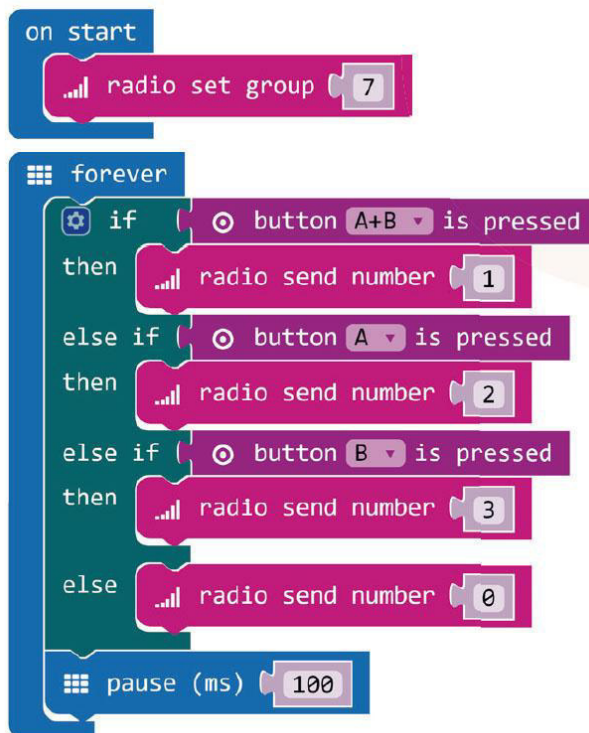 on start
radio set group 7
forever
if button A+B is pressed
then radio send number 1
else if button A is pressed
then radio send number 2
else if button B is pressed
then radio send number 3
else radio send number 0
pause (ms) 100